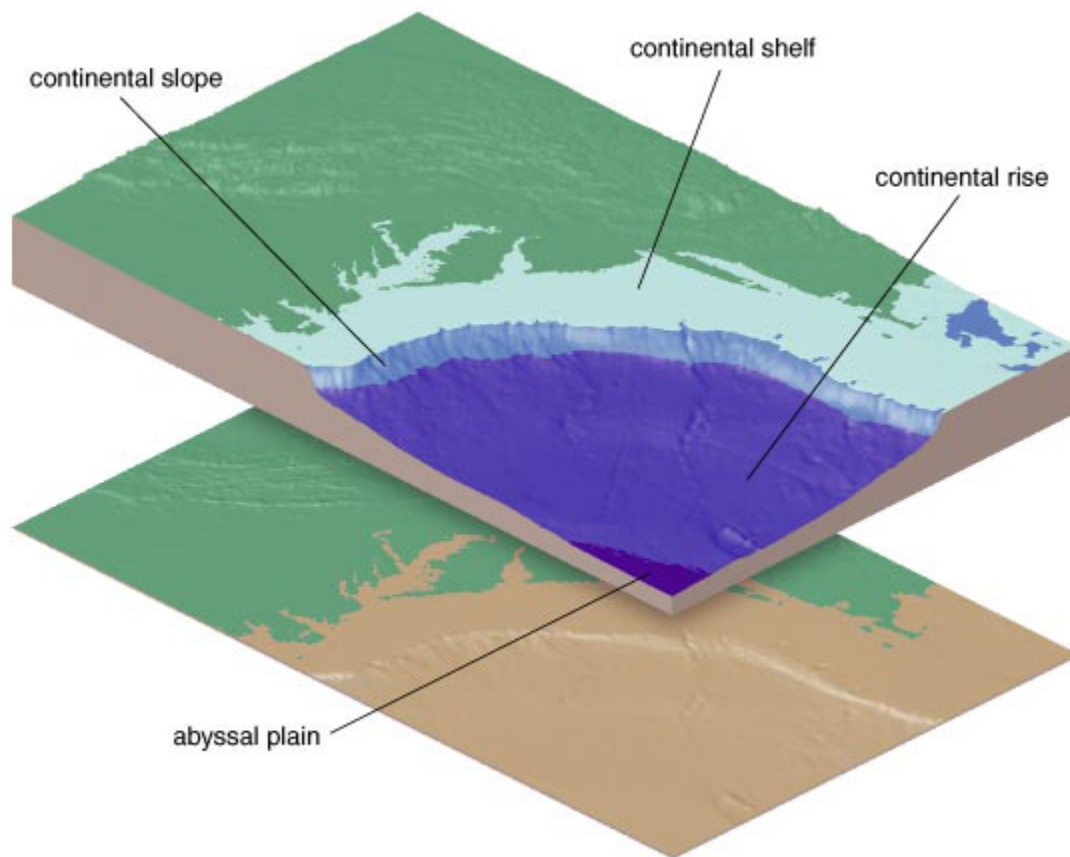 continental shelf
continental slope
continental rise
abyssal plain